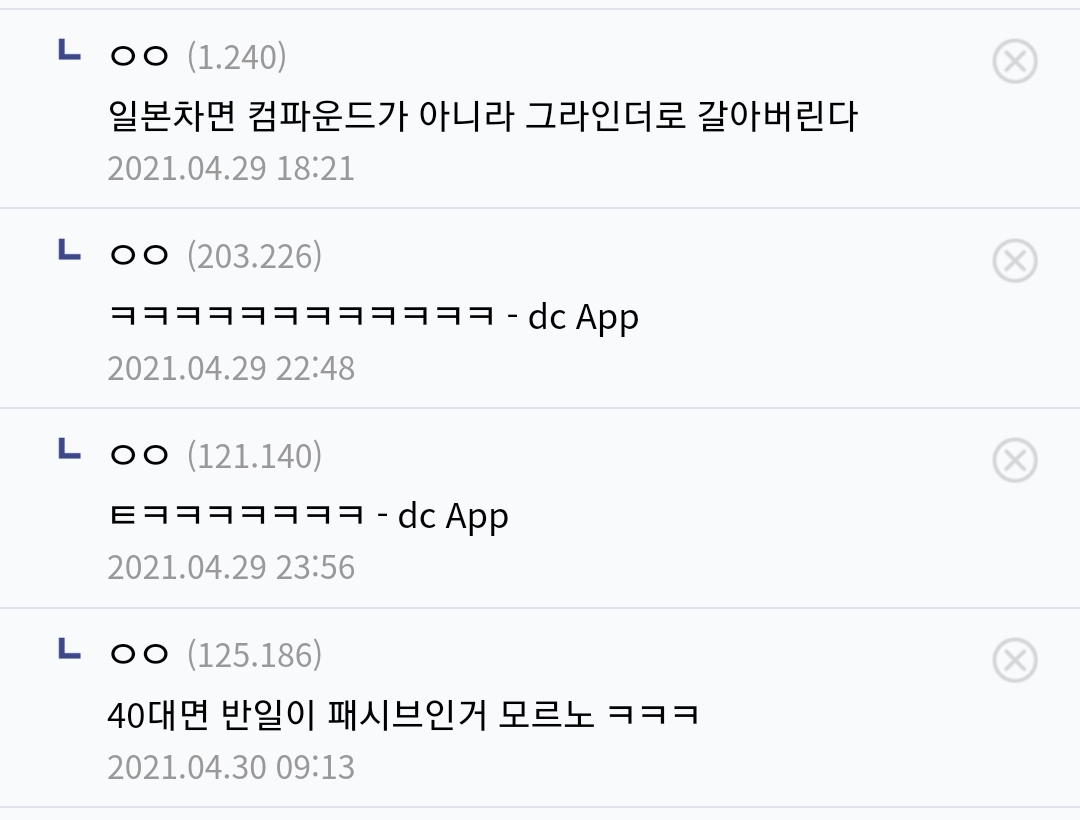 ㅇㅇ (1.240)
일본차면 컴파운드가 아니라 그라인더로 갈아버린다
2021.04.29 18:21
ㅇㅇ (203.226)
ㅋㅋㅋㅋㅋㅋㅋㅋㅋㅋㅋㅋ - dc App
2021.04.29 22:48
ㅇㅇ (121.140)
ㅌㅋㅋㅋㅋㅋㅋㅋ - dc App
2021.04.29 23:56
ㅇㅇ (125.186)
40대면 반일이 패시브인거 모르노 ㅋㅋㅋ
2021.04.30 09:13